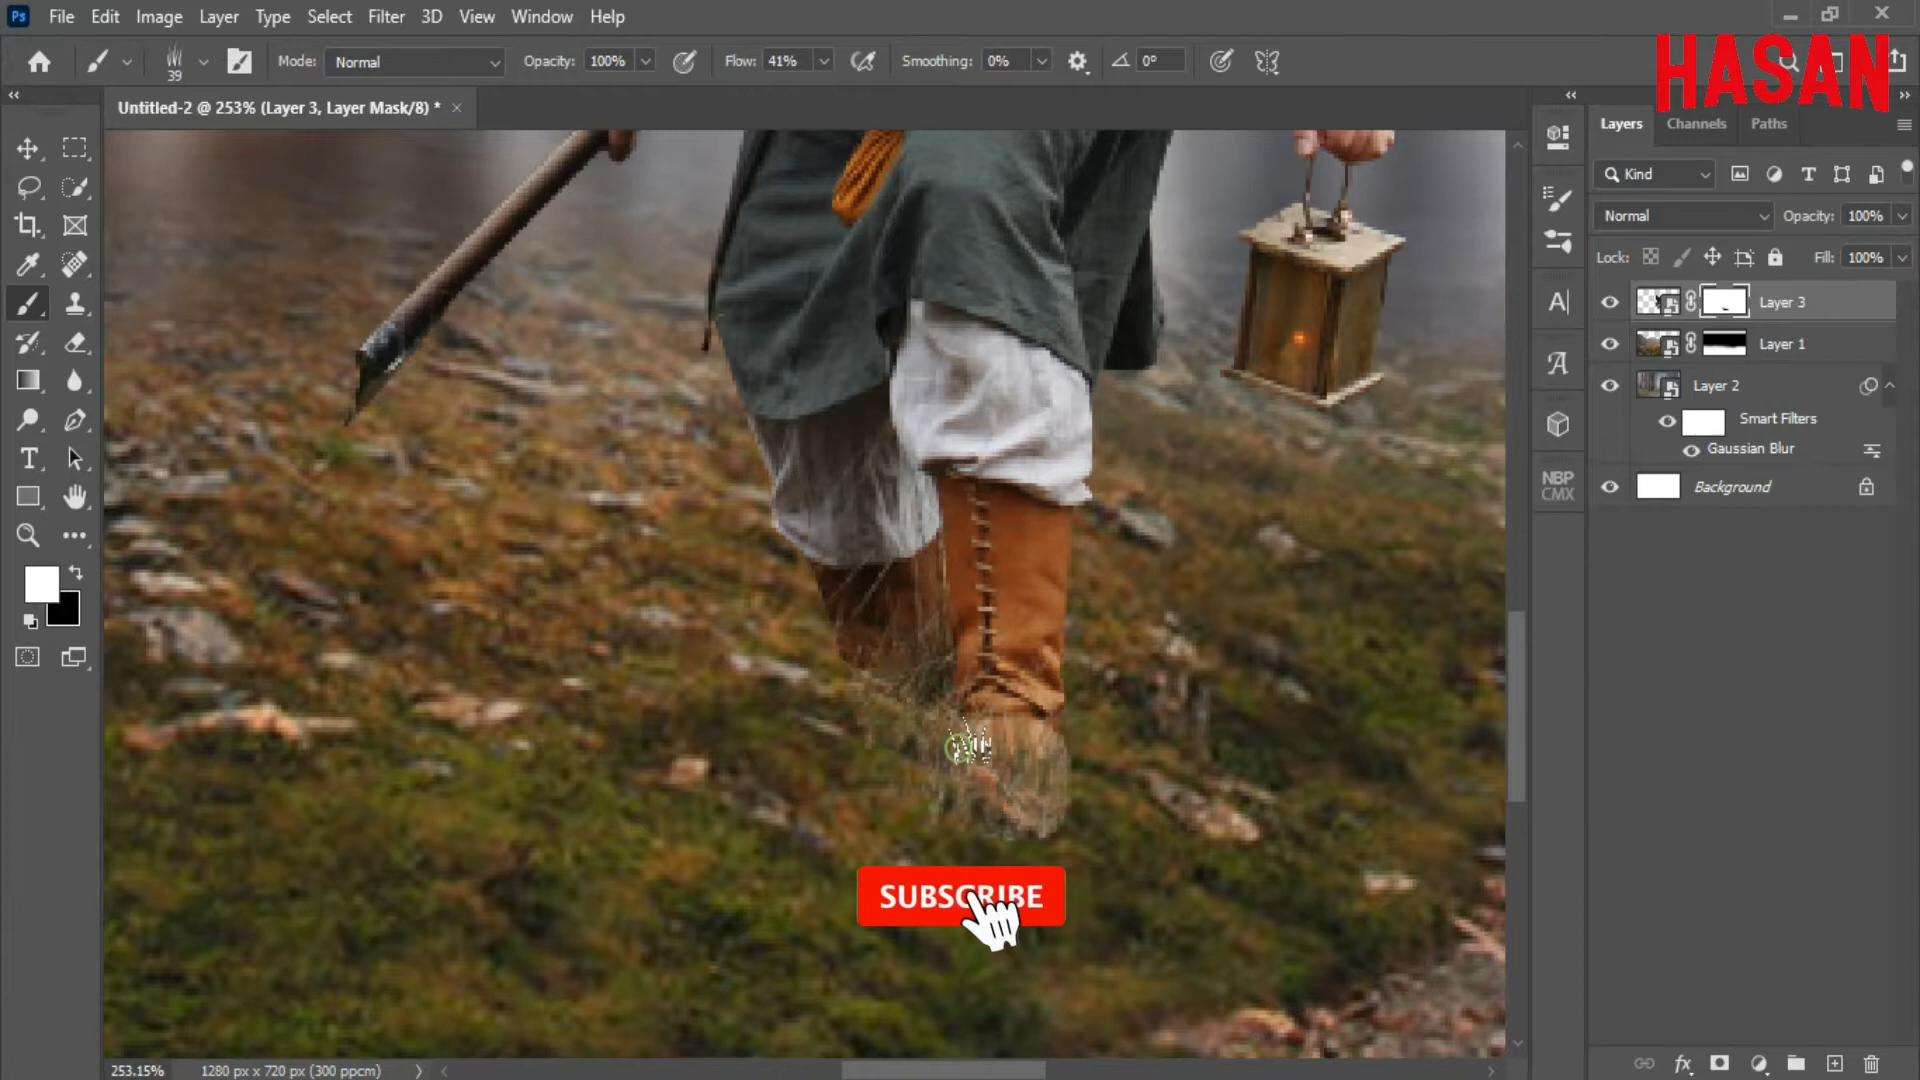 Ps File Edit Image Layer Type Select Filter 3D View Window Help
39 Mode: Normal Opacity: 100% Flow: 41% Smoothing: 0% 0°
HASAN
Untitled-2 @ 253% (Layer 3, Layer Mask/8) * ×
Layers Channels Paths
Kind
Normal Opacity: 100%
Lock: Fill: 100%
Layer 3
Layer 1
Layer 2
Smart Filters
Gaussian Blur
Background
NBP
CMX
SUBSCRIBE
253.15% 1280 px x 720 px (300 ppcm)